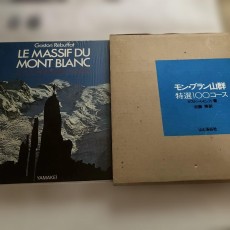 Gaston Rébuffat
LE MASSIF DU
MONT BLANC
YAMAKEI
モン・ブラン山群
特選100コース